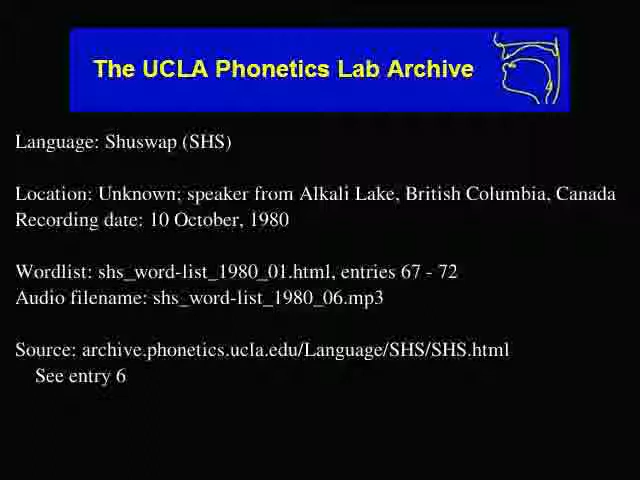 The UCLA Phonetics Lab Archive
Language: Shuswap (SHS)
Location: Unknown; speaker from Alkali Lake, British Columbia, Canada
Recording date: 10 October, 1980
Wordlist: shs_word-list_1980_01.html, entries 67 - 72
Audio filename: shs_word-list_1980_06.mp3
Source: archive.phonetics.ucla.edu/Language/SHS/SHS.html
See entry 6